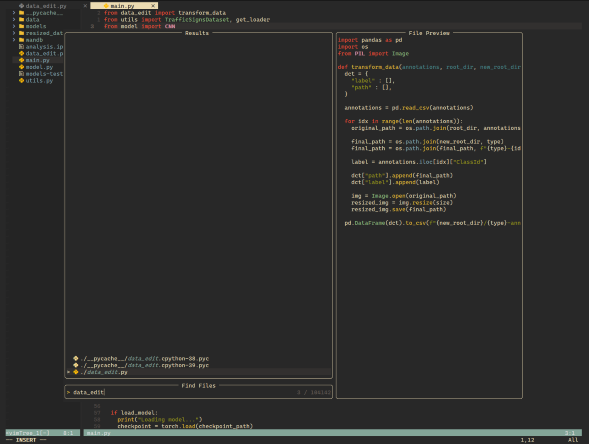 data_edit.py
main.py
__pycache__
from data_edit import transform_data
data
from utils import TrafficSignsDataset, get_loader
models
from model import CNN
resized_dat
Results
File Preview
wandb
analysis.ip
data_edit.p
main.py
model.py
models-test
utils.py
import pandas as pd
import os
from PIL import Image
def transform_data(annotations, root_dir, new_root_dir
dct = {
"label" : [],
"path" : [],
}
annotations = pd.read_csv(annotations)
for idx in range(len(annotations)):
original_path = os.path.join(root_dir, annotations
final_path = os.path.join(new_root_dir, type)
final_path = os.path.join(final_path, f"{type}-{id
label = annotations.iloc[idx]["ClassId"]
dct["path"].append(final_path)
dct["label"].append(label)
img = Image.open(original_path)
resized_img = img.resize(size)
resized_img.save(final_path)
pd.DataFrame(dct).to_csv(f"{new_root_dir}/{type}-ann
./__pycache__/data_edit.cpython-38.pyc
./__pycache__/data_edit.cpython-39.pyc
> ./data_edit.py
Find Files
> data_edit
if load_model:
print("Loading model...")
checkpoint = torch.load(checkpoint_path)
main.py
-- INSERT --
1,12
All